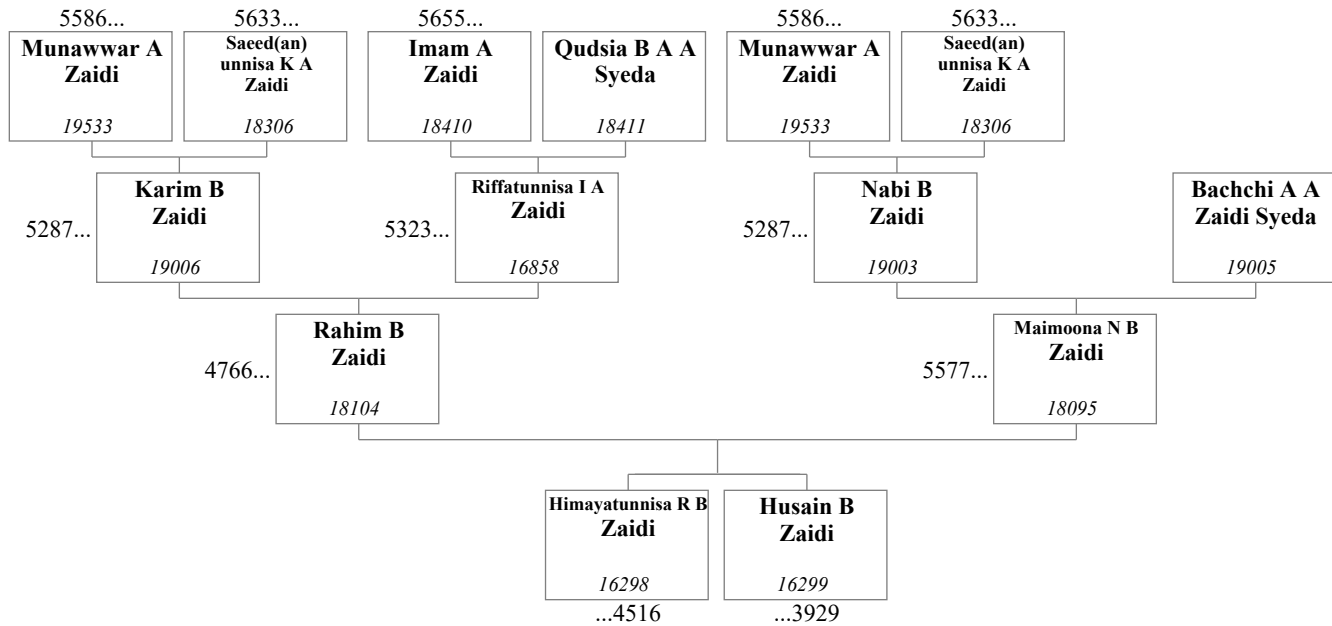 5586...
5633...
5655...
5586...
5633...
Munawwar A
Zaidi
19533
Saeed(an)
unnisa K A
Zaidi
18306
Imam A
Zaidi
18410
Qudsia B A A
Syeda
18411
Munawwar A
Zaidi
19533
Saeed(an)
unnisa K A
Zaidi
18306
5287...
Karim B
Zaidi
19006
5323...
Riffatunnisa I A
Zaidi
16858
5287...
Nabi B
Zaidi
19003
Bachchi A A
Zaidi Syeda
19005
4766...
Rahim B
Zaidi
18104
5577...
Maimoona N B
Zaidi
18095
Himayatunnisa R B
Zaidi
16298
...4516
Husain B
Zaidi
16299
...3929